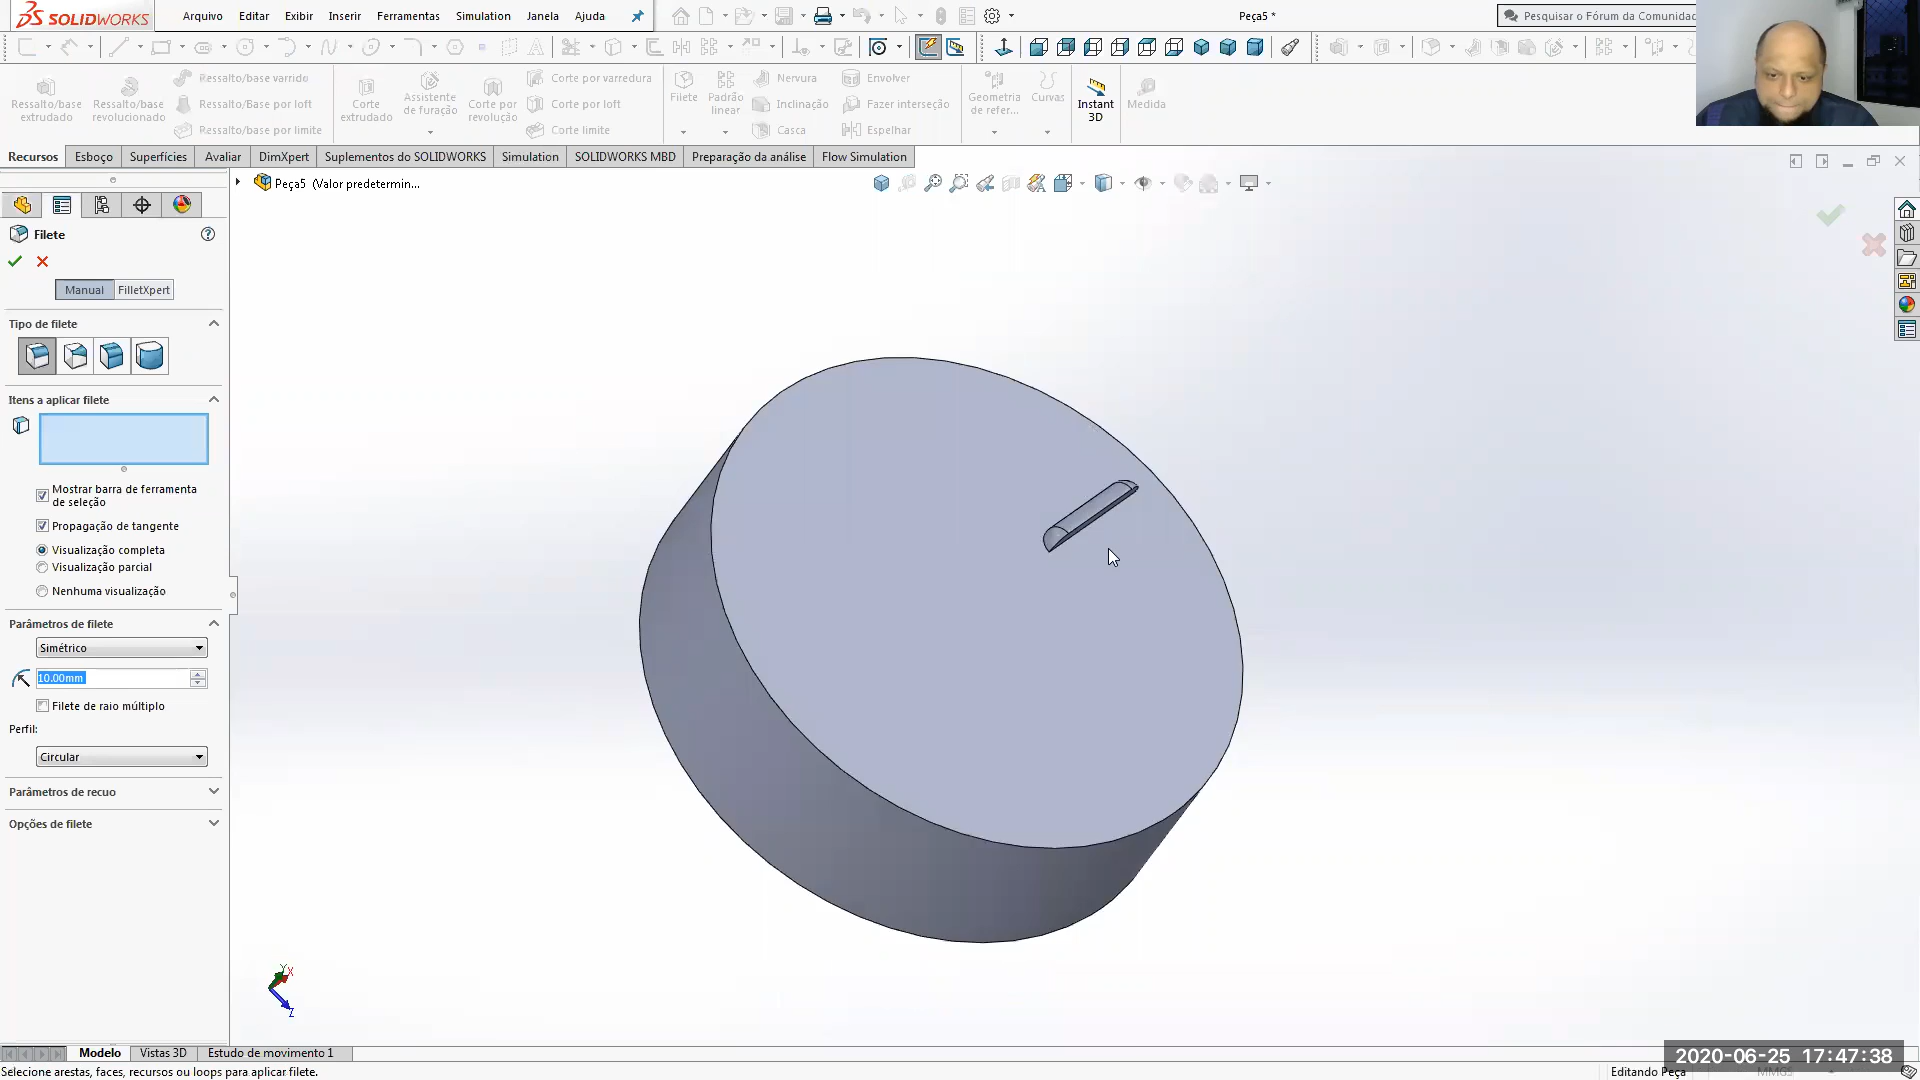 SOLIDWORKS
Arquivo Editar Exibir Inserir Ferramentas Simulation Janela Ajuda
Peça5 *
Pesquisar o Fórum da Comunidac
Ressalto/base extrudado
Ressalto/base revolucionado
Ressalto/base varrido
Ressalto/Base por loft
Ressalto/base por limite
Corte extrudado
Assistente de furação
Corte por revolução
Corte por varredura
Corte por loft
Corte limite
Filete
Padrão linear
Nervura
Inclinação
Casca
Envolver
Fazer interseção
Espelhar
Geometria de refer...
Curvas
Instant 3D
Medida
Recursos Esboço Superfícies Avaliar DimXpert Suplementos do SOLIDWORKS Simulation SOLIDWORKS MBD Preparação da análise Flow Simulation
Peça5 (Valor predetermin...
Filete
Manual FilletXpert
Tipo de filete
Itens a aplicar filete
Mostrar barra de ferramenta
de seleção
Propagação de tangente
Visualização completa
Visualização parcial
Nenhuma visualização
Parâmetros de filete
Simétrico
10.00mm
Filete de raio múltiplo
Perfil:
Circular
Parâmetros de recuo
Opções de filete
Y X
Z
Modelo Vistas 3D Estudo de movimento 1
2020-06-25 17:47:38
Selecione arestas, faces, recursos ou loops para aplicar filete.
Editando Peça MMGS